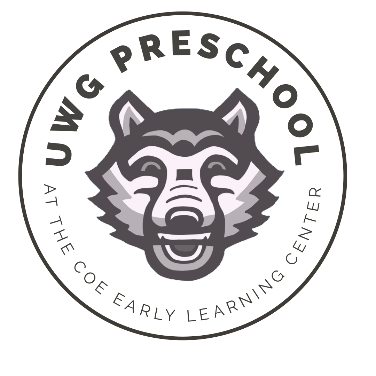 UWG PRESCHOOL
AT THE COE EARLY LEARNING CENTER